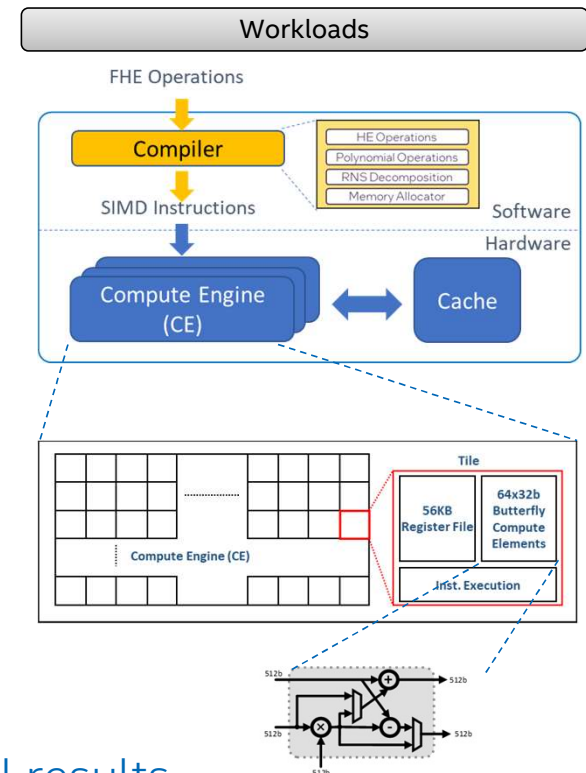 Workloads
FHE Operations
Compiler
HE Operations
Polynomial Operations
RNS Decomposition
Memory Allocator
SIMD Instructions
Software
Hardware
Compute Engine
(CE)
Cache
Tile
56KB
Register File
64x32b
Butterfly
Compute
Elements
Compute Engine (CE)
Inst. Execution
512b
512b
512b
512b
512b
l results